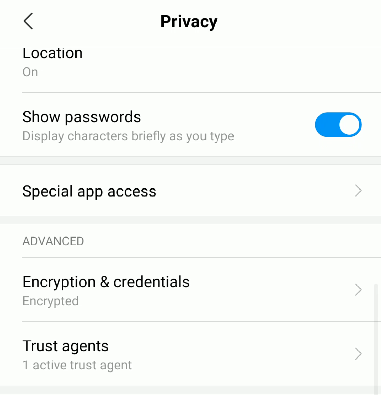 Privacy
Location
On
Show passwords
Display characters briefly as you type
Special app access
ADVANCED
Encryption & credentials
Encrypted
Trust agents
1 active trust agent